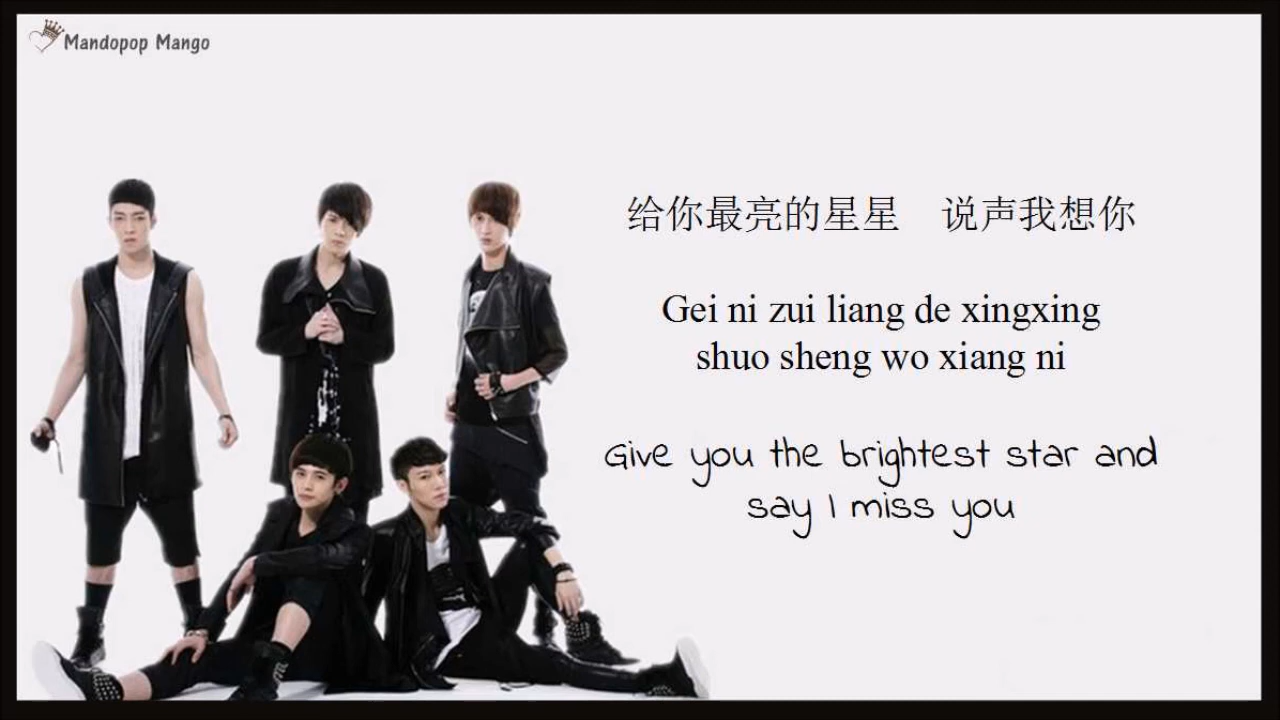 Mandopop Mango
给你最亮的星星 说声我想你
Gei ni zui liang de xingxing
shuo sheng wo xiang ni
Give you the brightest star and
say I miss you